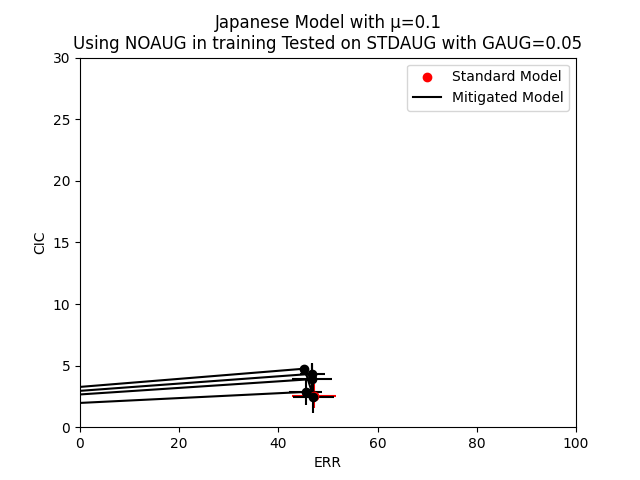 Japanese Model with μ=0.1
Using NOAUG in training Tested on STDAUG with GAUG=0.05
Standard Model
Mitigated Model
CIC
30
25
20
15
10
5
0
0 20 40 60 80 100
ERR